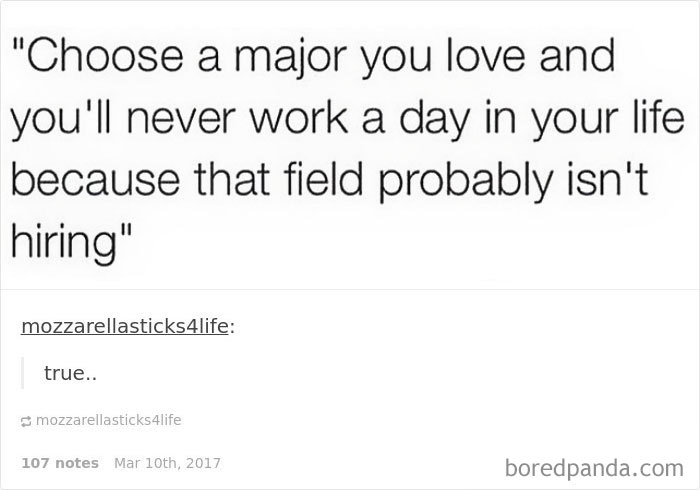 "Choose a major you love and
you'll never work a day in your life
because that field probably isn't
hiring"
mozzarellasticks4life:
true..
mozzarellasticks4life
107 notes Mar 10th, 2017
boredpanda.com